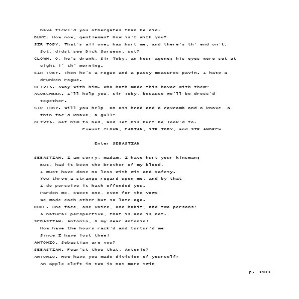 have tickl'd you othergates than he did.
DUKE. How now, gentleman? How is't with you?
SIR TOBY. That's all one; has hurt me, and there's th' end on't.
Sot, didst see Dick Surgeon, sot?
CLOWN. O, he's drunk, Sir Toby, an hour agone; his eyes were set at
eight i' th' morning.
SIR TOBY. Then he's a rogue and a passy measures pavin. I hate a
drunken rogue.
OLIVIA. Away with him. Who hath made this havoc with them?
AGUECHEEK. I'll help you, Sir Toby, because we'll be dress'd
together.
SIR TOBY. Will you help- an ass-head and a coxcomb and a knave, a
thin fac'd knave, a gull?
OLIVIA. Get him to bed, and let his hurt be look'd to.
Exeunt CLOWN, FABIAN, SIR TOBY, and SIR ANDREW
Enter SEBASTIAN
SEBASTIAN. I am sorry, madam, I have hurt your kinsman;
But, had it been the brother of my blood,
I must have done no less with wit and safety.
You throw a strange regard upon me, and by that
I do perceive it hath offended you.
Pardon me, sweet one, even for the vows
We made each other but so late ago.
DUKE. One face, one voice, one habit, and two persons!
A natural perspective, that is and is not.
SEBASTIAN. Antonio, O my dear Antonio!
How have the hours rack'd and tortur'd me
Since I have lost thee!
ANTONIO. Sebastian are you?
SEBASTIAN. Fear'st thou that, Antonio?
ANTONIO. How have you made division of yourself?
An apple cleft in two is not more twin